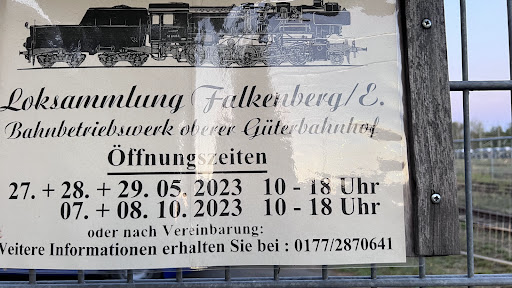 Loksammlung Falkenberg/E.
Bahnbetriebswerk oberer Güterbahnhof
Öffnungszeiten
27. + 28. + 29. 05. 2023 10 - 18 Uhr
07. + 08. 10. 2023 10 - 18 Uhr
oder nach Vereinbarung:
Weitere Informationen erhalten Sie bei : 0177/2870641